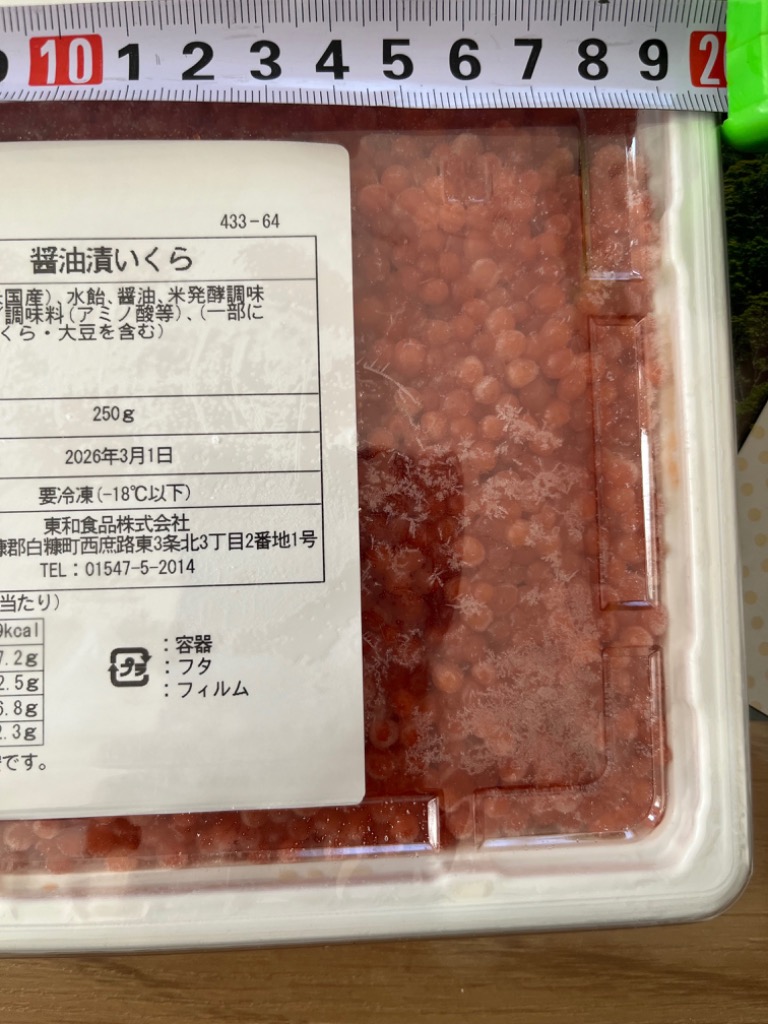 10 1 2 3 4 5 6 7 8 9 2
433-64
醤油漬いくら
国産)、水飴、醤油、米発酵調味
調味料(アミノ酸等)、(一部に
くら・大豆を含む)
250g
2026年3月1日
要冷凍(-18℃以下)
東和食品株式会社
郡白糠町西庶路東3条北3丁目2番地1号
TEL:01547-5-2014
当たり)
kcal
7.2g
2.5g
6.8g
2.3g
です。
プラ
:容器
:フタ
:フィルム